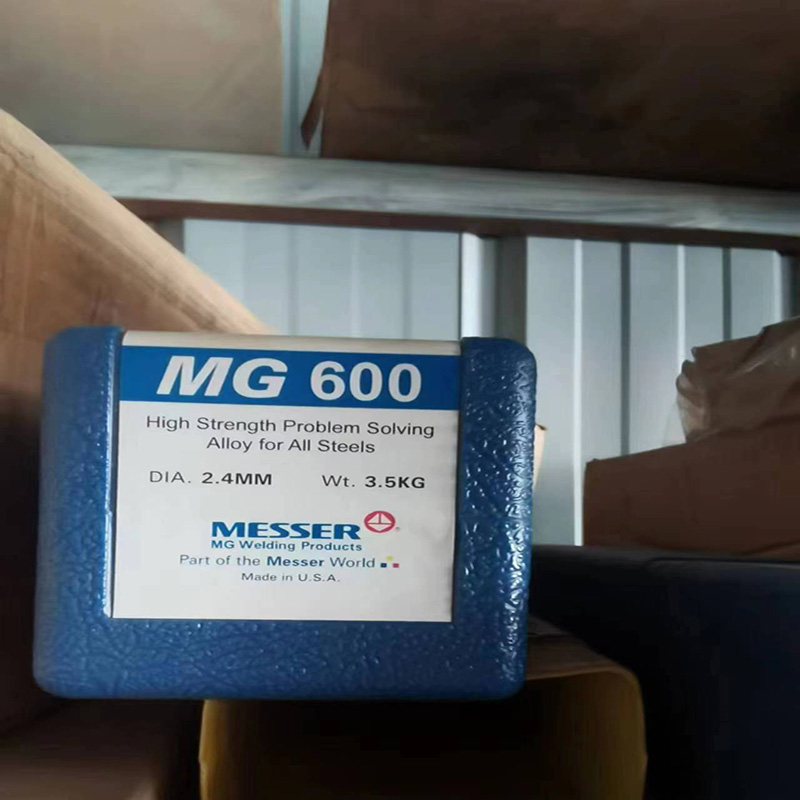 MG 600
High Strength Problem Solving
Alloy for All Steels
DIA. 2.4MM Wt. 3.5KG
MESSER ®
MG Welding Products
Part of the Messer World
Made in U.S.A.